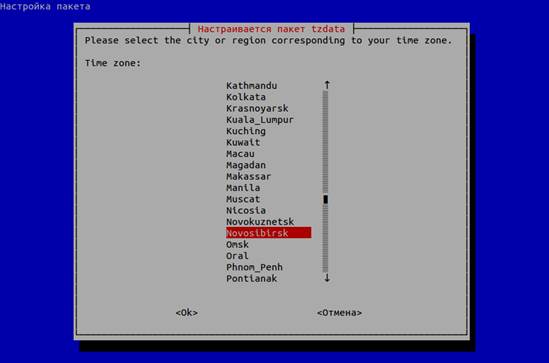 Настройка пакета
Настраивается пакет tzdata
Please select the city or region corresponding to your time zone.
Time zone:
Kathmandu
Kolkata
Krasnoyarsk
Kuala_Lumpur
Kuching
Kuwait
Macau
Magadan
Makassar
Manila
Muscat
Nicosia
Novokuznetsk
Novosibirsk
Omsk
Oral
Phnom_Penh
Pontianak
<Ok> <Отмена>